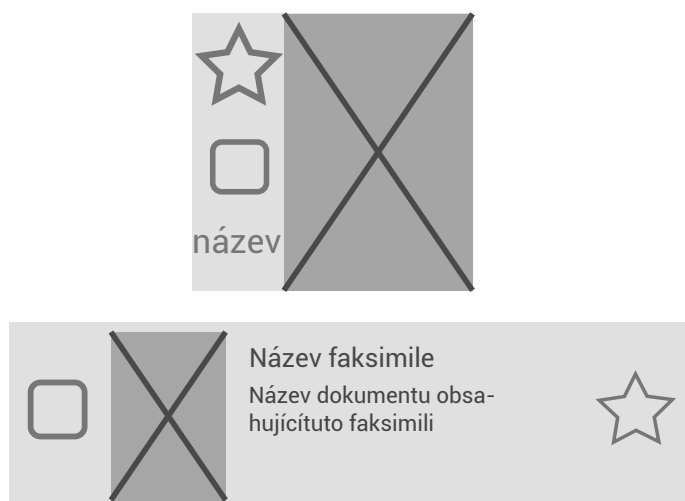 název
Název faksimile
Název dokumentu obsa-
hujícítuto faksimili